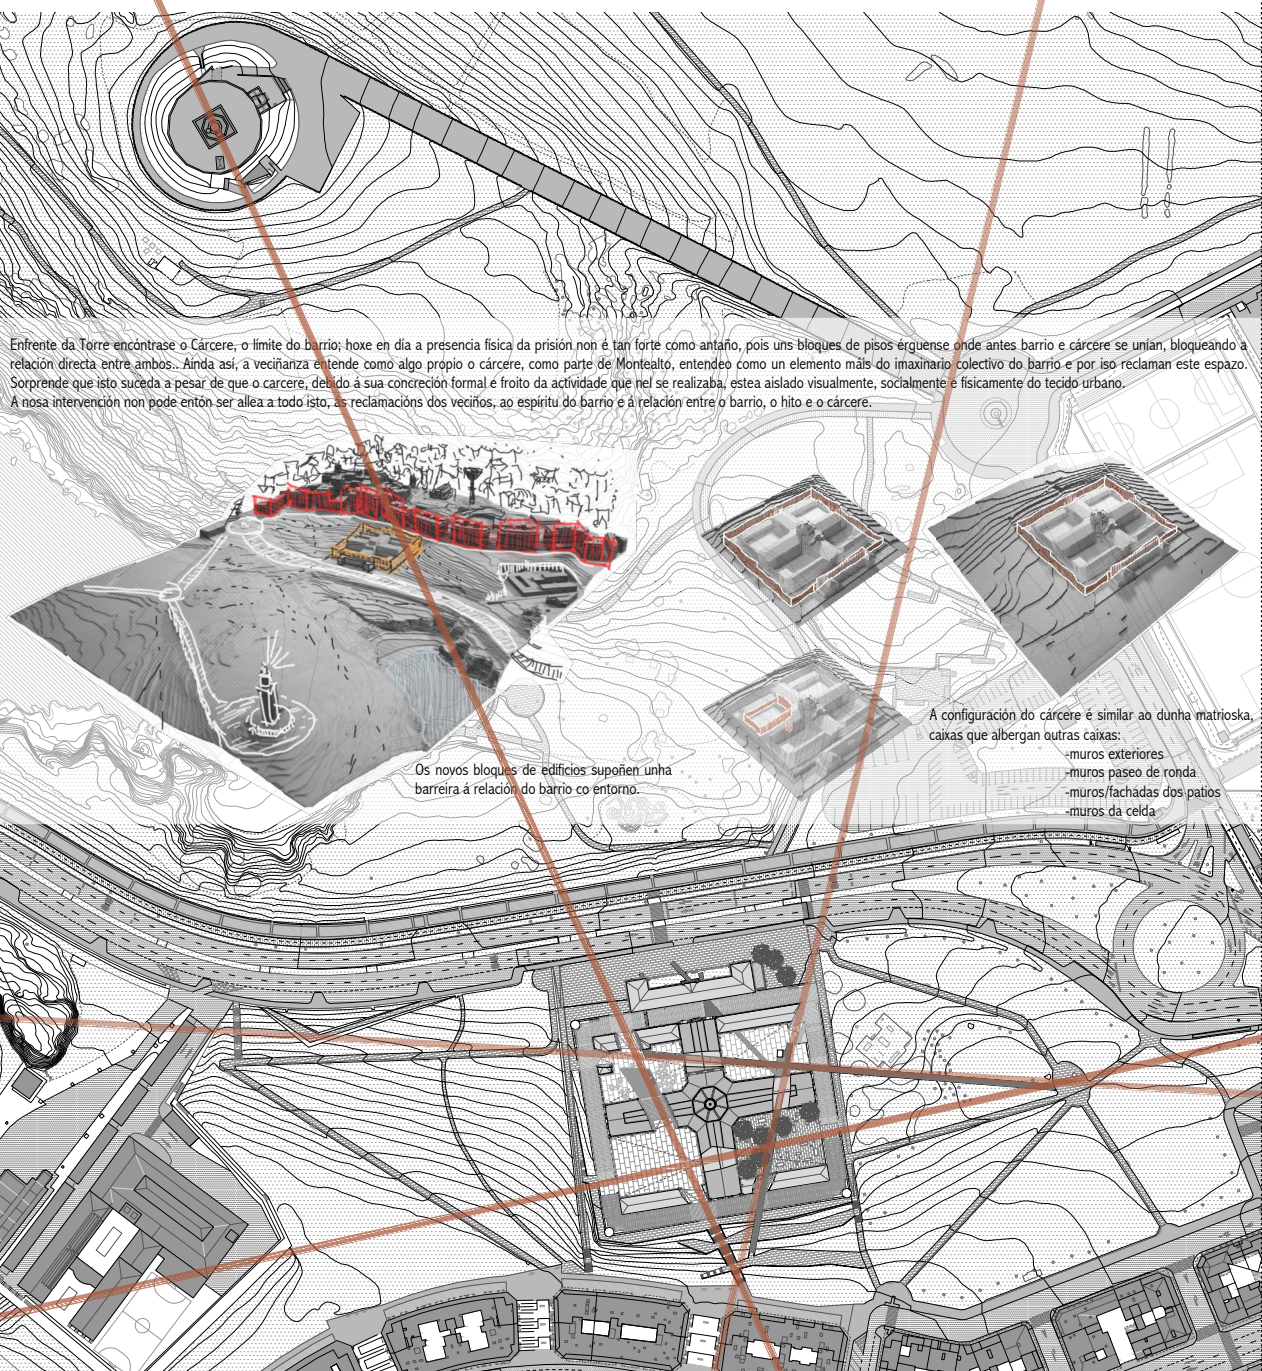 Enfrente da Torre encóntrase o Cárcere, o límite do barrio; hoxe en día a presencia física da prisión non é tan forte como antaño, pois uns bloques de pisos érguense onde antes barrio e cárcere se unían, bloqueando a
relación directa entre ambos.. Aínda así, a veciñanza entende como algo propio o cárcere, como parte de Montealto, entendeo como un elemento máis do imaxinario colectivo do barrio e por iso reclaman este espazo.
Sorprende que isto suceda a pesar de que o carcere, debido á sua concreción formal e froito da actividade que nel se realizaba, estea aislado visualmente, socialmente e físicamente do tecido urbano.
A nosa intervención non pode entón ser allea a todo isto, as reclamacións dos veciños, ao espíritu do barrio e á relación entre o barrio, o hito e o cárcere.
Os novos bloques de edificios supoñen unha
barreira á relación do barrio co entorno.
A configuración do cárcere é similar ao dunha matrioska,
caixas que albergan outras caixas:
-muros exteriores
-muros paseo de ronda
-muros/fachadas dos patios
-muros da celda